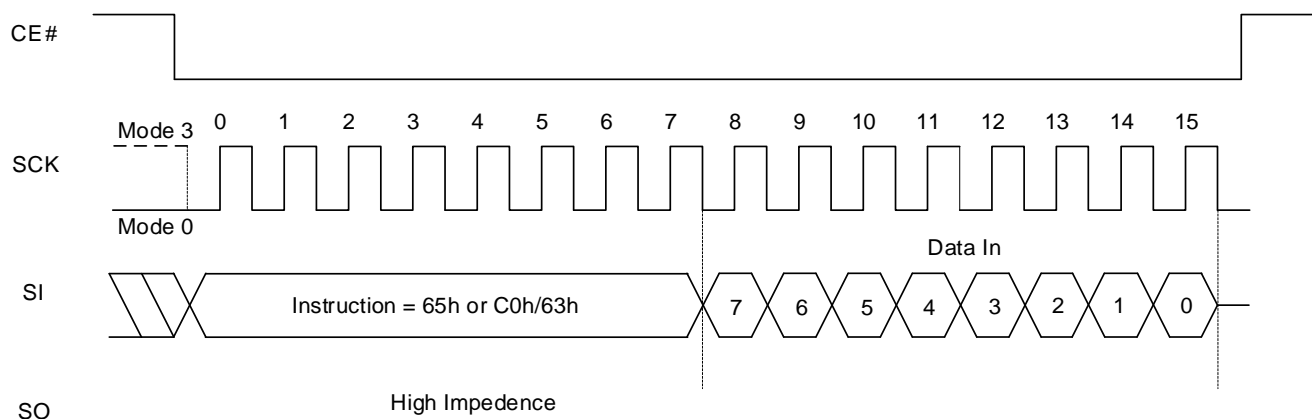 CE#
Mode 3
0 1 2 3 4 5 6 7 8 9 10 11 12 13 14 15
SCK
Mode 0
Data In
SI
Instruction = 65h or C0h/63h
7 6 5 4 3 2 1 0
SO
High Impedence